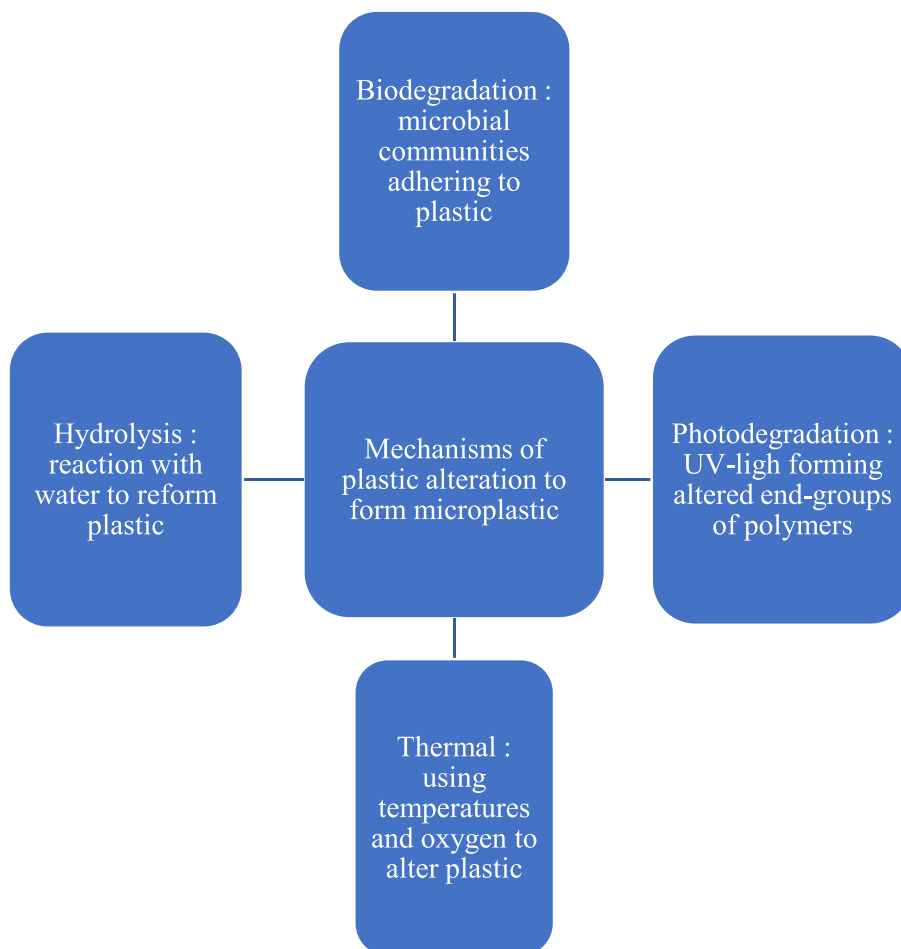 Biodegradation :
microbial
communities
adhering to
plastic
Hydrolysis :
reaction with
water to reform
plastic
Mechanisms of
plastic alteration to
form microplastic
Photodegradation :
UV-ligh forming
altered end-groups
of polymers
Thermal :
using
temperatures
and oxygen to
alter plastic